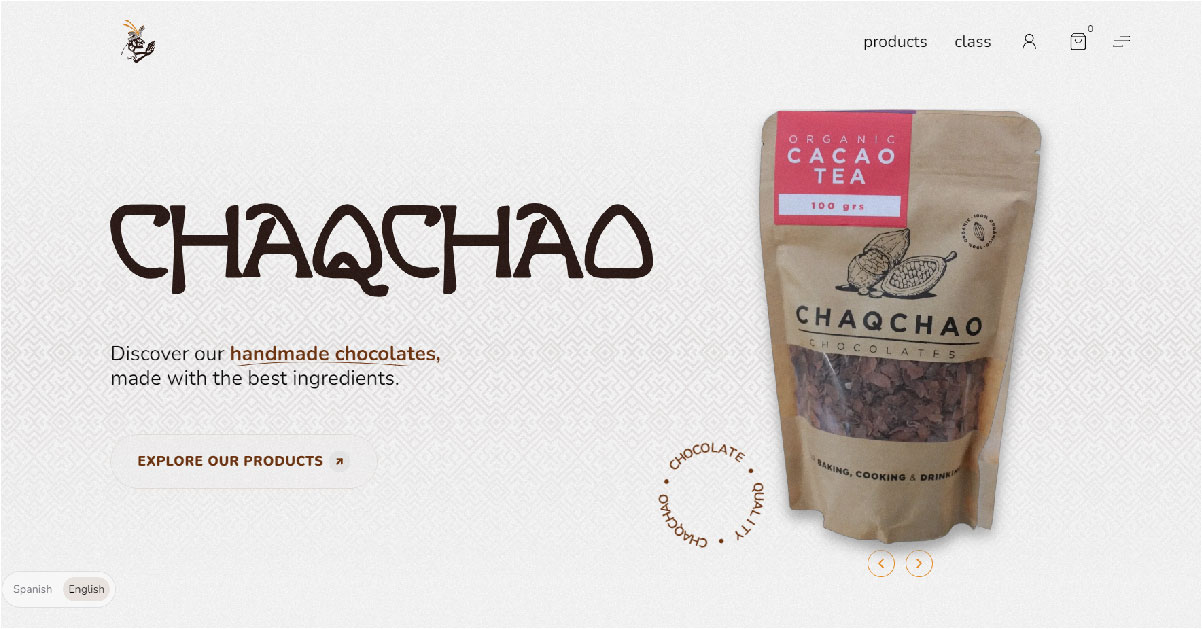 products
class
0
CHAQCHAO
Discover our handmade chocolates,
made with the best ingredients.
EXPLORE OUR PRODUCTS
ORGANIC
CACAO
TEA
100 grs
CHAQCHAO
CHOCOLATES
BAKING, COOKING & DRINKING
CHOCOLATE • QUALITY • CHAQCHAO •
Spanish
English